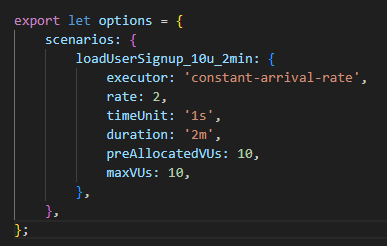 export let options = {
    scenarios: {
        loadUserSignup_10u_2min: {
            executor: 'constant-arrival-rate',
            rate: 2,
            timeUnit: '1s',
            duration: '2m',
            preAllocatedVUs: 10,
            maxVUs: 10,
        },
    },
};